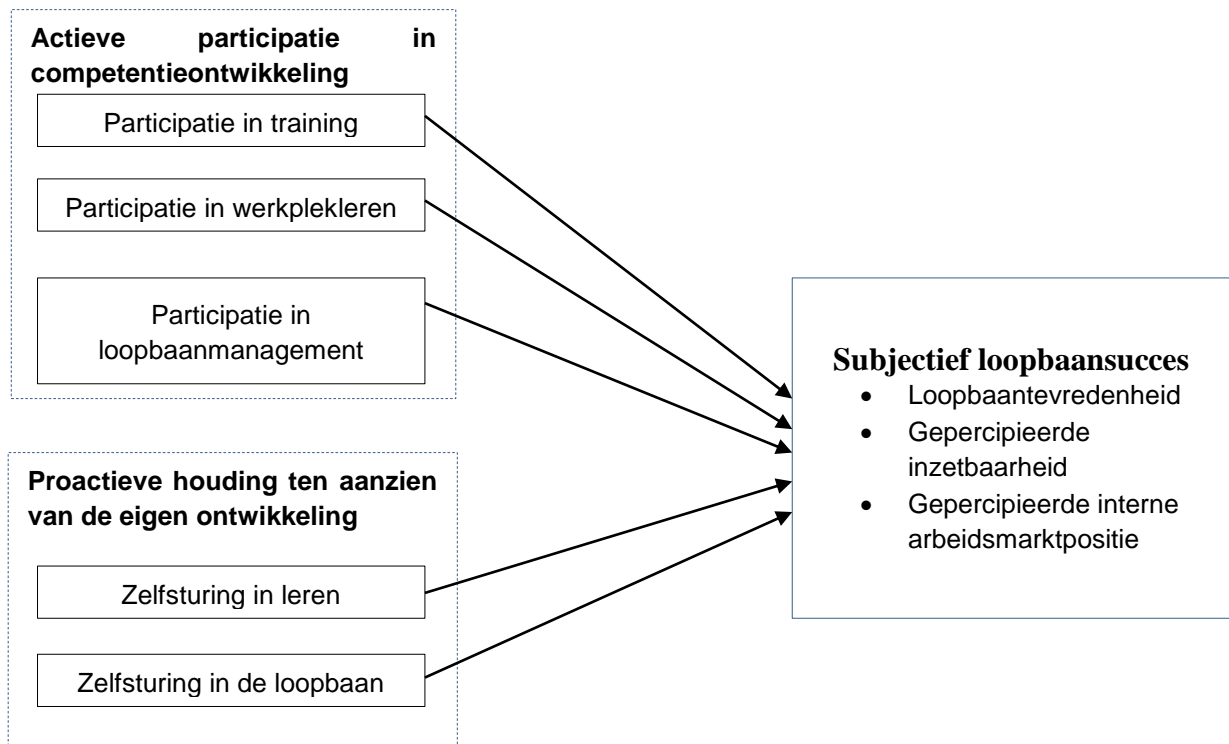 Actieve participatie in
competentieontwikkeling
Participatie in training
Participatie in werkplekleren
Participatie in
loopbaanmanagement
Proactieve houding ten aanzien
van de eigen ontwikkeling
Zelfsturing in leren
Zelfsturing in de loopbaan
Subjectief loopbaansucces
• Loopbaantevredenheid
• Gepercipieerde
inzetbaarheid
• Gepercipieerde interne
arbeidsmarktpositie